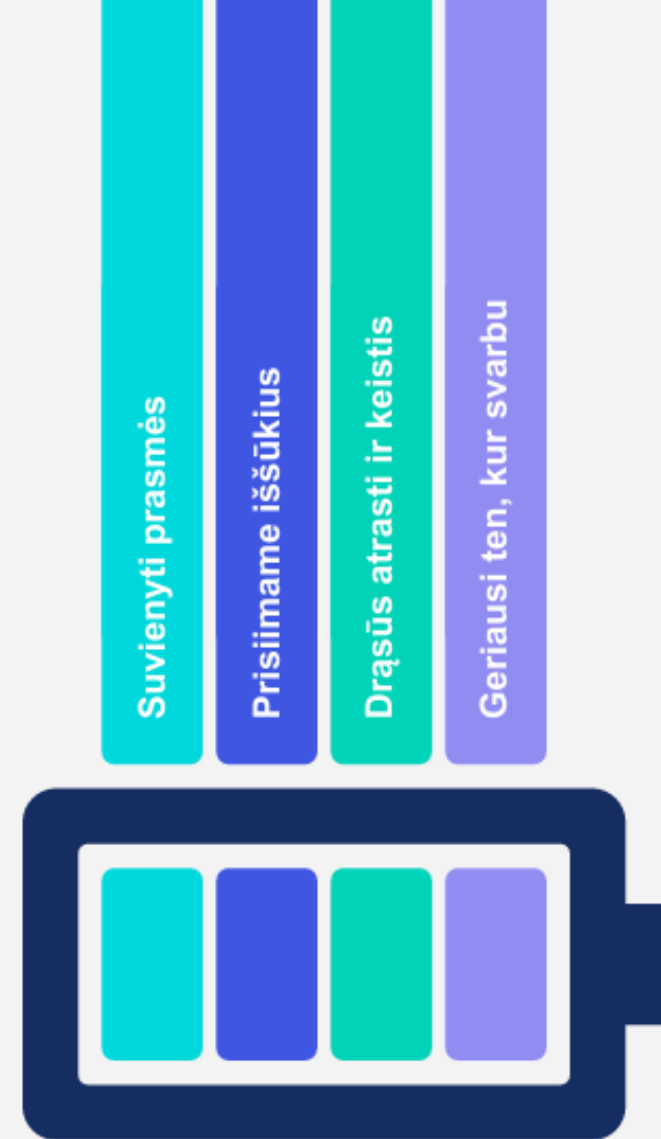 Suvienyti prasmės
Prisiimame iššūkius
Drąsūs atrasti ir keistis
Geriausi ten, kur svarbu